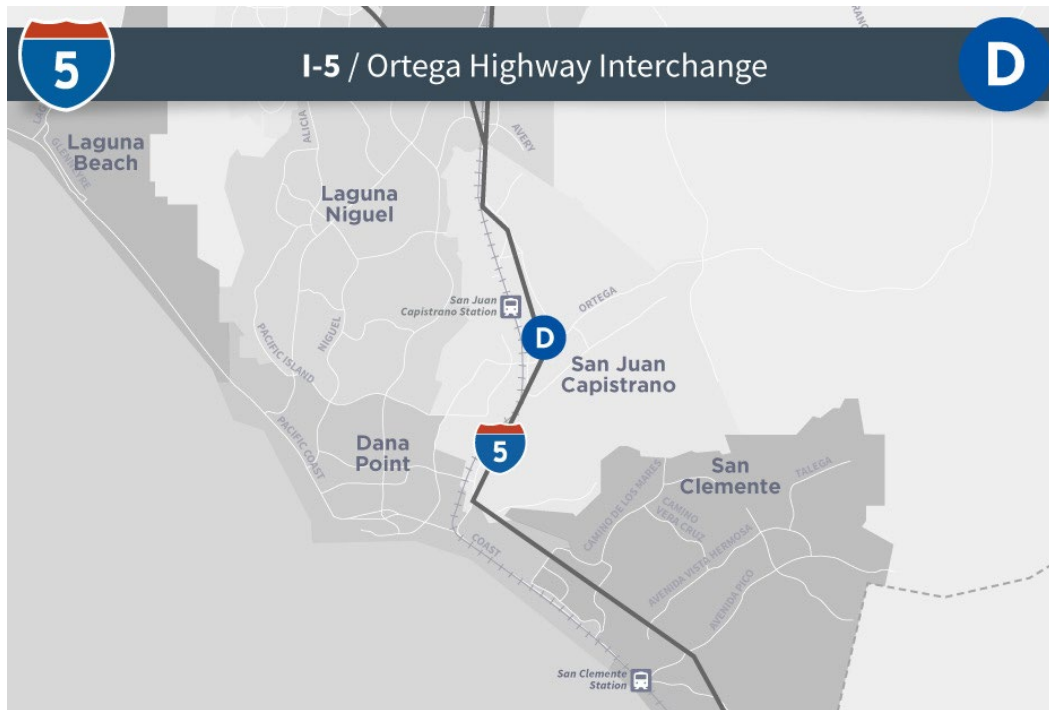 5
I-5 / Ortega Highway Interchange
D
Laguna
Beach
GLENNEYRE
ALICIA
AVERY
Laguna
Niguel
San Juan
Capistrano Station
ORTEGA
D
PACIFIC ISLAND
NIGUEL
San Juan
Capistrano
PACIFIC COAST
Dana
Point
5
San
Clemente
TALEGA
CAMINO DE LOS MARES
CAMINO
VERA CRUZ
COAST
AVENIDA VISTA HERMOSA
AVENIDA PICO
San Clemente
Station